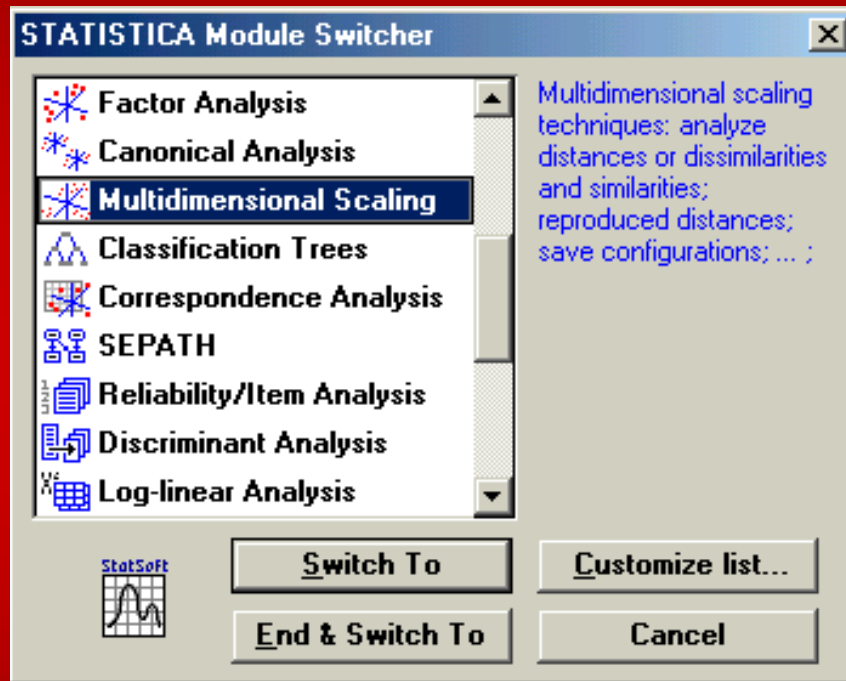 STATISTICA Module Switcher
Factor Analysis
Canonical Analysis
Multidimensional Scaling
Classification Trees
Correspondence Analysis
SEPATH
Reliability/Item Analysis
Discriminant Analysis
Log-linear Analysis
Multidimensional scaling
techniques: analyze
distances or dissimilarities
and similarities;
reproduced distances;
save configurations; ... ;
StatSoft
Switch To
Customize list...
End & Switch To
Cancel